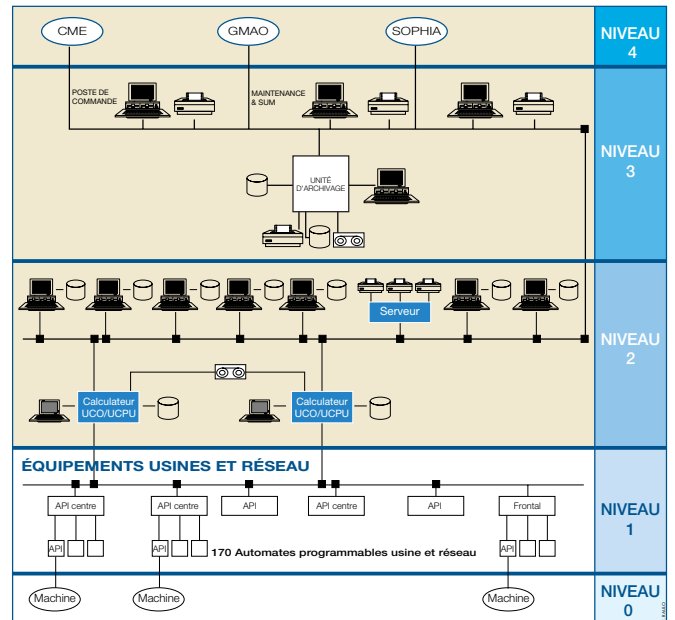 CME
GMAO
SOPHIA
NIVEAU
4
POSTE DE
COMMANDE
MAINTENANCE
& SUM
NIVEAU
3
UNITÉ
D'ARCHIVAGE
Serveur
NIVEAU
2
Calculateur
UCO/UCPU
Calculateur
UCO/UCPU
ÉQUIPEMENTS USINES ET RÉSEAU
API centre
API centre
API
API centre
API
Frontal
NIVEAU
1
API
API
170 Automates programmables usine et réseau
API
Machine
Machine
Machine
NIVEAU
0